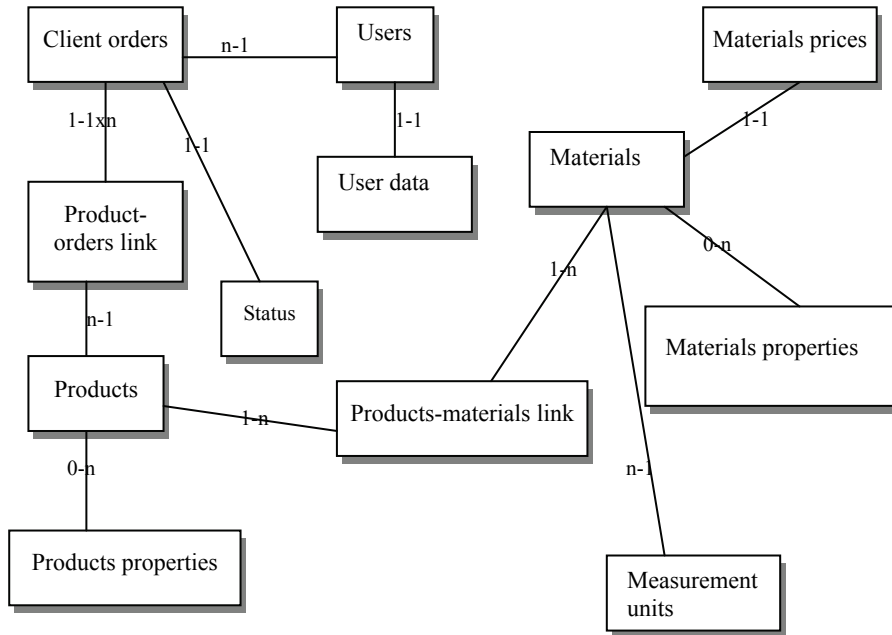 Client orders
n-1
Users
Materials prices
1-1xn
1-1
1-1
1-1
Materials
User data
Product-
orders link
0-n
1-n
Status
n-1
Materials properties
Products
Products-materials link
1-n
0-n
n-1
Products properties
Measurement
units